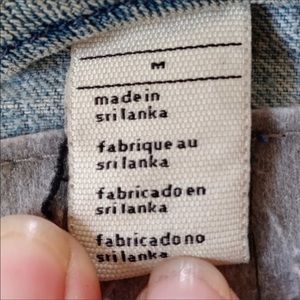 M
made in
sri lanka
fabrique au
sri lanka
fabricado en
sri lanka
fabricado no
sri lanka